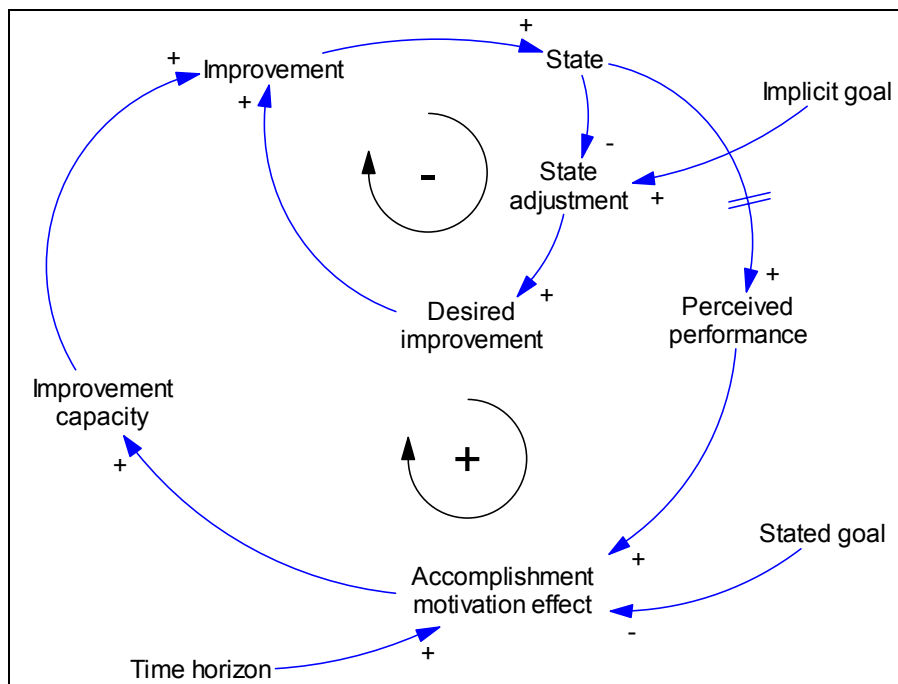 +
State
+
Improvement
+
Implicit goal
-
-
State
adjustment
+
+
Desired
improvement
+
Perceived
performance
Improvement
capacity
+
+
Stated goal
+
Accomplishment
motivation effect
-
+
Time horizon